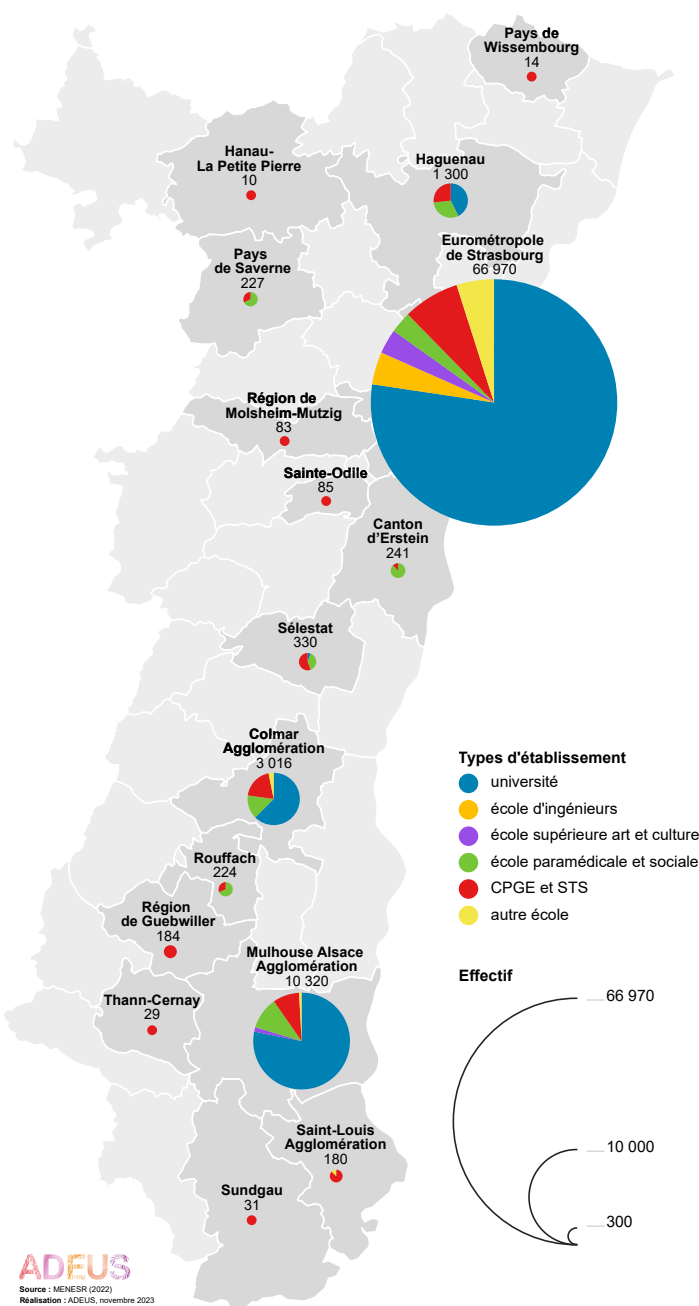 Pays de
Wissembourg
14
Hanau-
La Petite Pierre
10
Haguenau
1 300
Pays
de Saverne
227
Eurométropole
de Strasbourg
66 970
Région de
Molsheim-Mutzig
83
Sainte-Odile
85
Canton
d'Erstein
241
Sélestat
330
Colmar
Agglomération
3 016
Rouffach
224
Région
de Guebwiller
184
Mulhouse Alsace
Agglomération
10 320
Thann-Cernay
29
Saint-Louis
Agglomération
180
Sundgau
31
Types d'établissement
université
école d'ingénieurs
école supérieure art et culture
école paramédicale et sociale
CPGE et STS
autre école
Effectif
66 970
10 000
300
ADEUS
Source : MENESR (2022)
Réalisation : ADEUS, novembre 2023